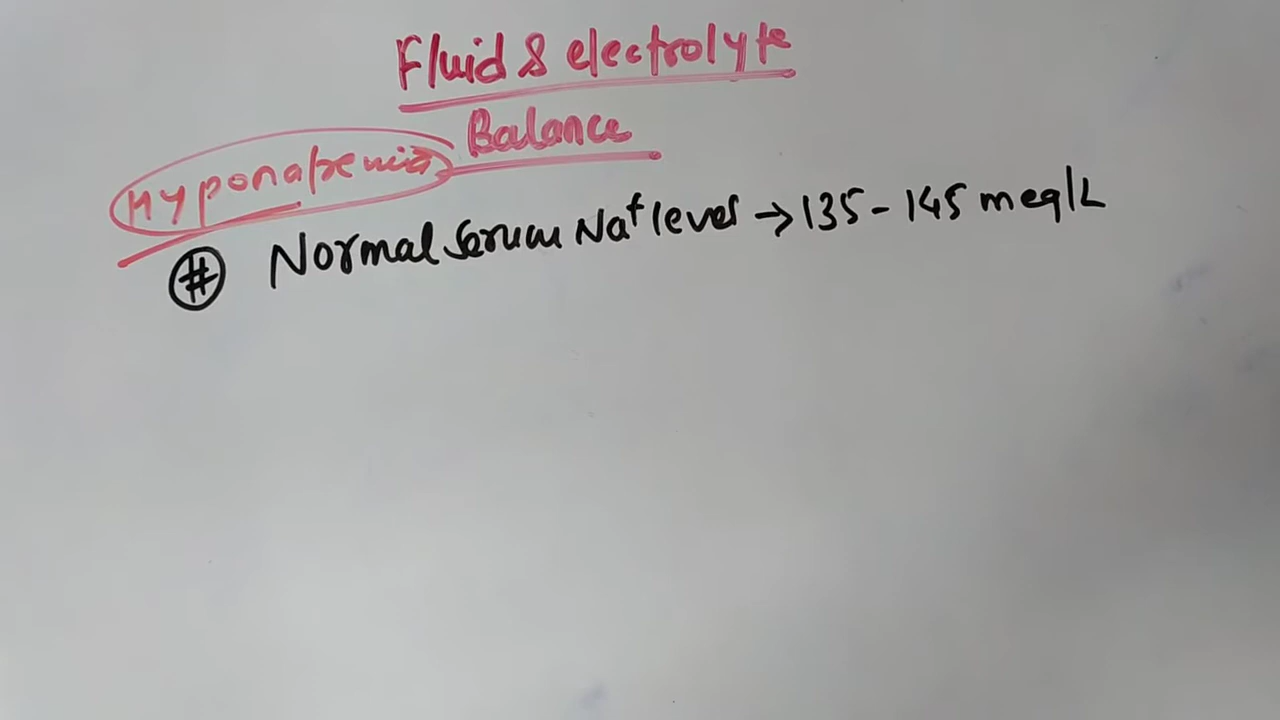 Fluid & electrolyte
Balance
Hyponatremia
# Normal Serum Na+ level → 135-145 meq/L